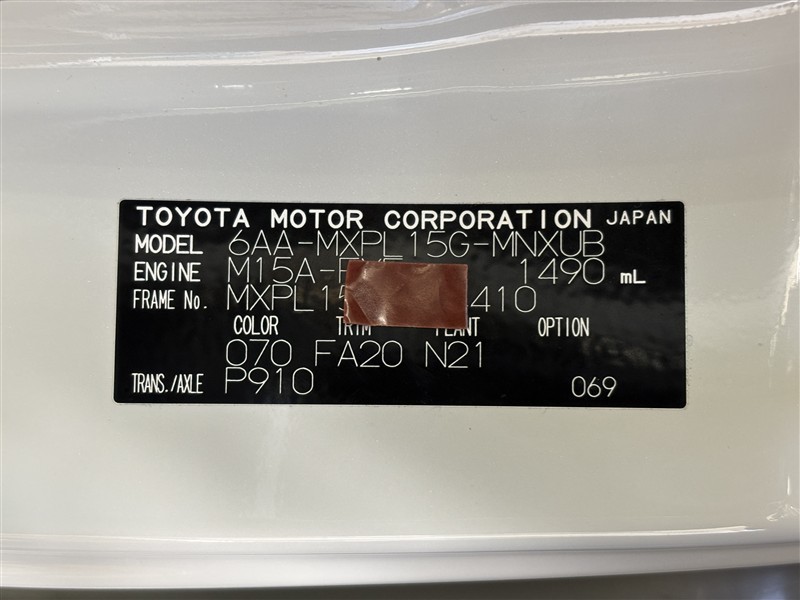 TOYOTA MOTOR CORPORATION JAPAN
MODEL 6AA-MXPL15G-MNXUB
ENGINE M15A- 1490 mL
FRAME No. MXPL15 410
COLOR TRIM PLANT OPTION
070 FA20 N21
TRANS./AXLE P910 069